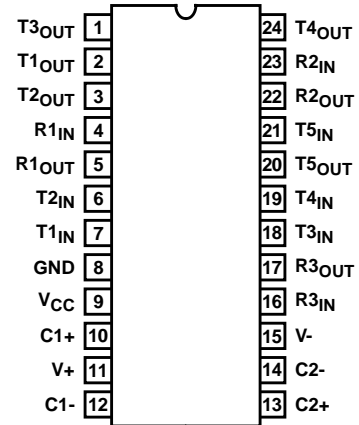 T3OUT 1 24 T4OUT
T1OUT 2 23 R2IN
T2OUT 3 22 R2OUT
R1IN 4 21 T5IN
R1OUT 5 20 T5OUT
T2IN 6 19 T4IN
T1IN 7 18 T3IN
GND 8 17 R3OUT
VCC 9 16 R3IN
C1+ 10 15 V-
V+ 11 14 C2-
C1- 12 13 C2+